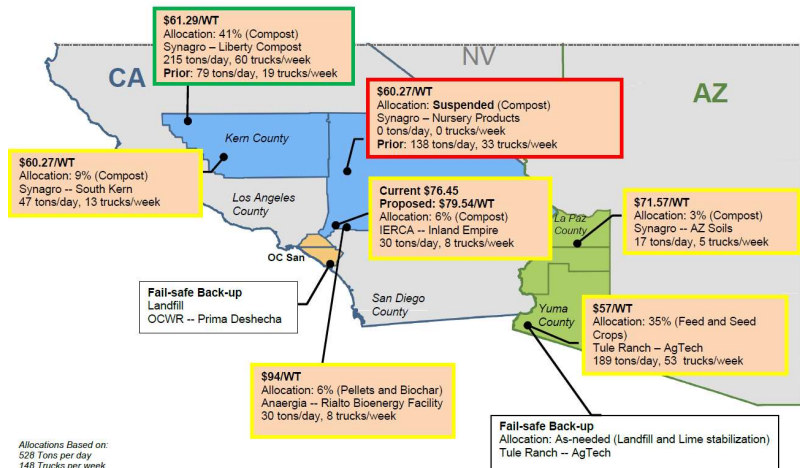 $61.29/WT
Allocation: 41% (Compost)
Synagro – Liberty Compost
215 tons/day, 60 trucks/week
Prior: 79 tons/day, 19 trucks/week
CA
NV
AZ
$60.27/WT
Allocation: Suspended (Compost)
Synagro – Nursery Products
0 tons/day, 0 trucks/week
Prior: 138 tons/day, 33 trucks/week
Kern County
$60.27/WT
Allocation: 9% (Compost)
Synagro -- South Kern
47 tons/day, 13 trucks/week
Los Angeles
County
Current $76.45
Proposed: $79.54/WT
Allocation: 6% (Compost)
IERCA -- Inland Empire
30 tons/day, 8 trucks/week
La Paz
County
$71.57/WT
Allocation: 3% (Compost)
Synagro -- AZ Soils
17 tons/day, 5 trucks/week
OC San
Fail-safe Back-up
Landfill
OCWR -- Prima Deshecha
San Diego
County
Yuma
County
$57/WT
Allocation: 35% (Feed and Seed
Crops)
Tule Ranch – AgTech
189 tons/day, 53 trucks/week
$94/WT
Allocation: 6% (Pellets and Biochar)
Anaergia -- Rialto Bioenergy Facility
30 tons/day, 8 trucks/week
Fail-safe Back-up
Allocation: As-needed (Landfill and Lime stabilization)
Tule Ranch -- AgTech
Allocations Based on:
528 Tons per day
148 Trucks per week